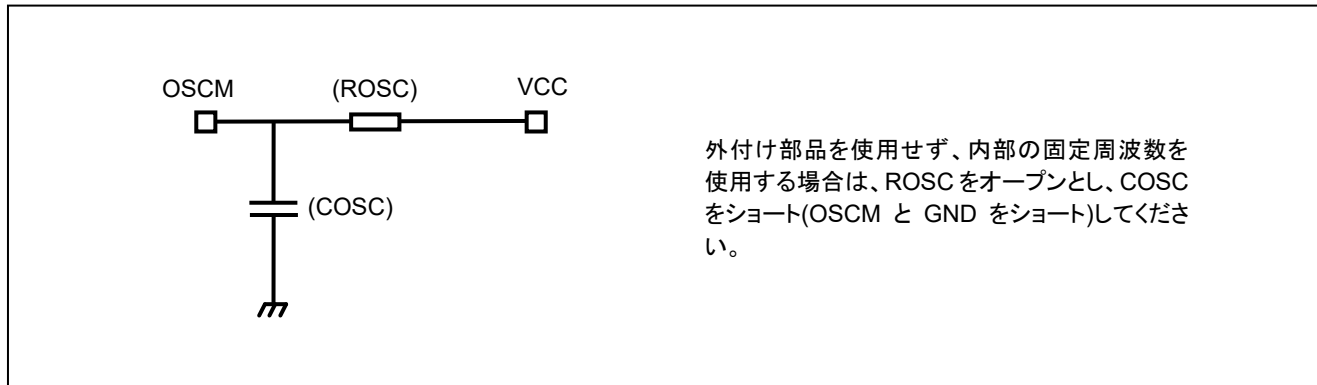 OSCM (ROSC) VCC
(COSC)
外付け部品を使用せず、内部の固定周波数を
使用する場合は、ROSC をオープンとし、COSC
をショート(OSCM と GND をショート)してくださ
い。